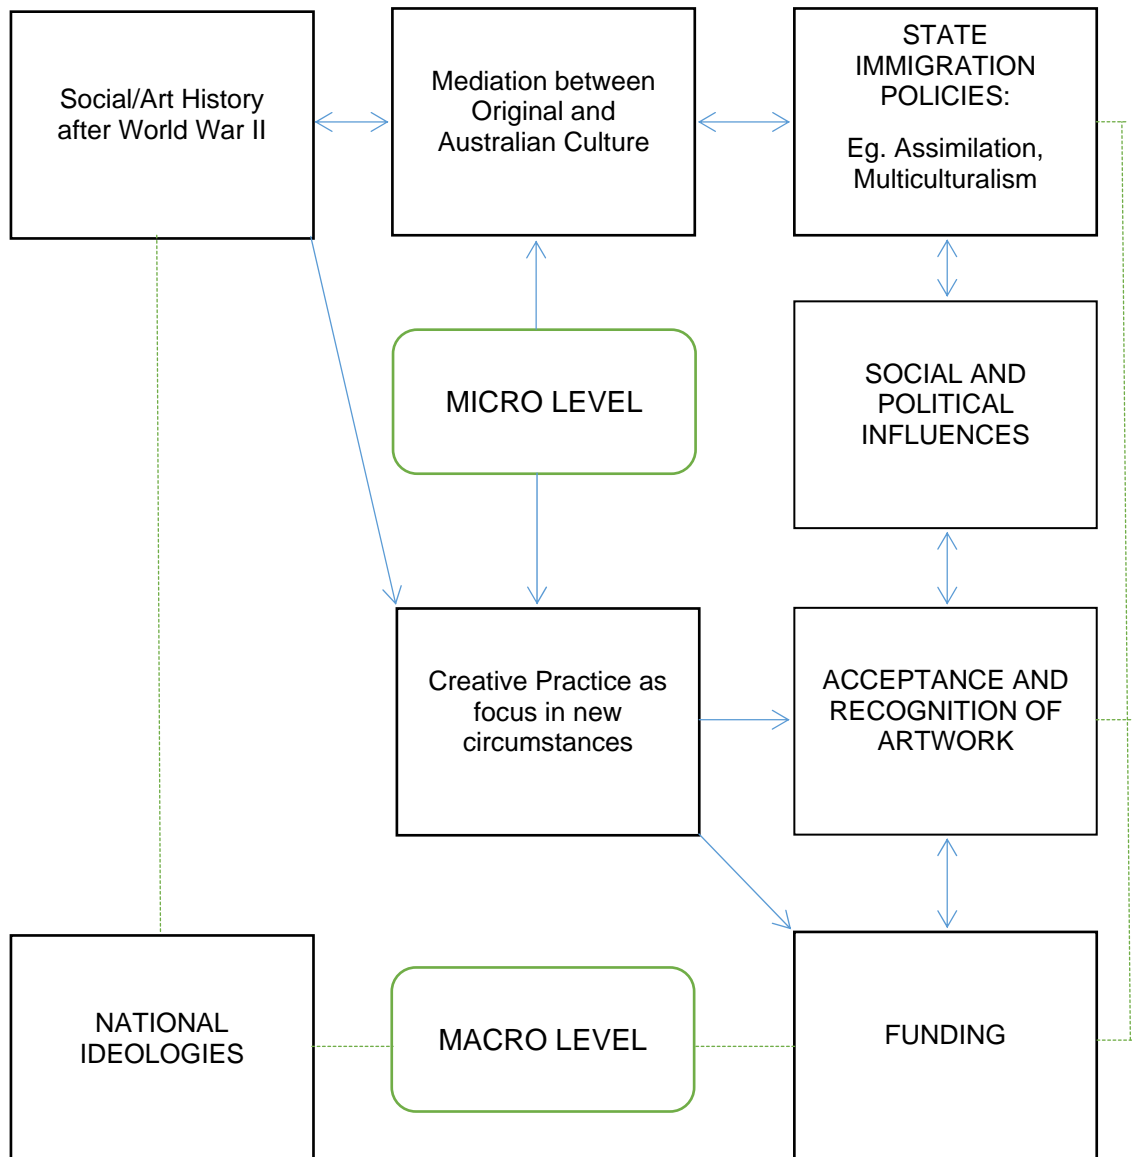 Social/Art History
after World War II
Mediation between
Original and
Australian Culture
STATE
IMMIGRATION
POLICIES:
Eg. Assimilation,
Multiculturalism
MICRO LEVEL
SOCIAL AND
POLITICAL
INFLUENCES
Creative Practice as
focus in new
circumstances
ACCEPTANCE AND
RECOGNITION OF
ARTWORK
NATIONAL
IDEOLOGIES
MACRO LEVEL
FUNDING